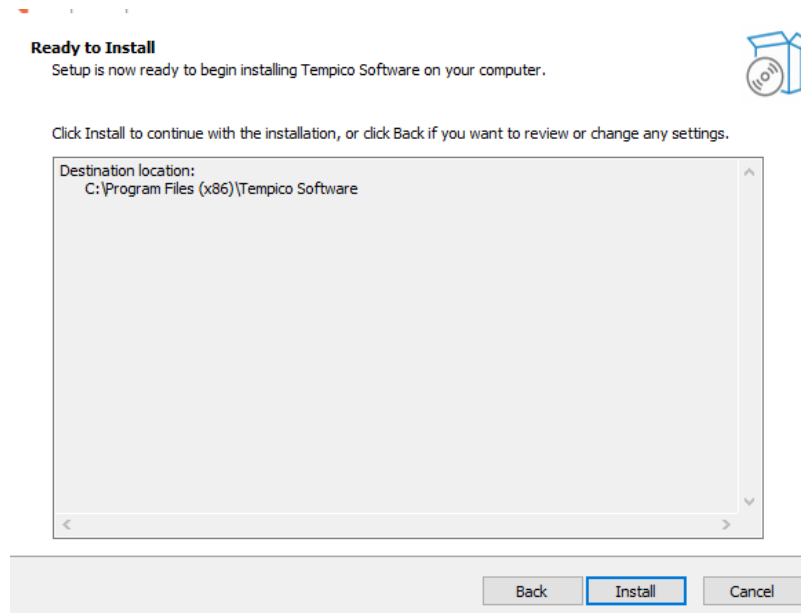 Ready to Install
Setup is now ready to begin installing Tempico Software on your computer.
Click Install to continue with the installation, or click Back if you want to review or change any settings.
Destination location:
C:\Program Files (x86)\Tempico Software
Back Install Cancel